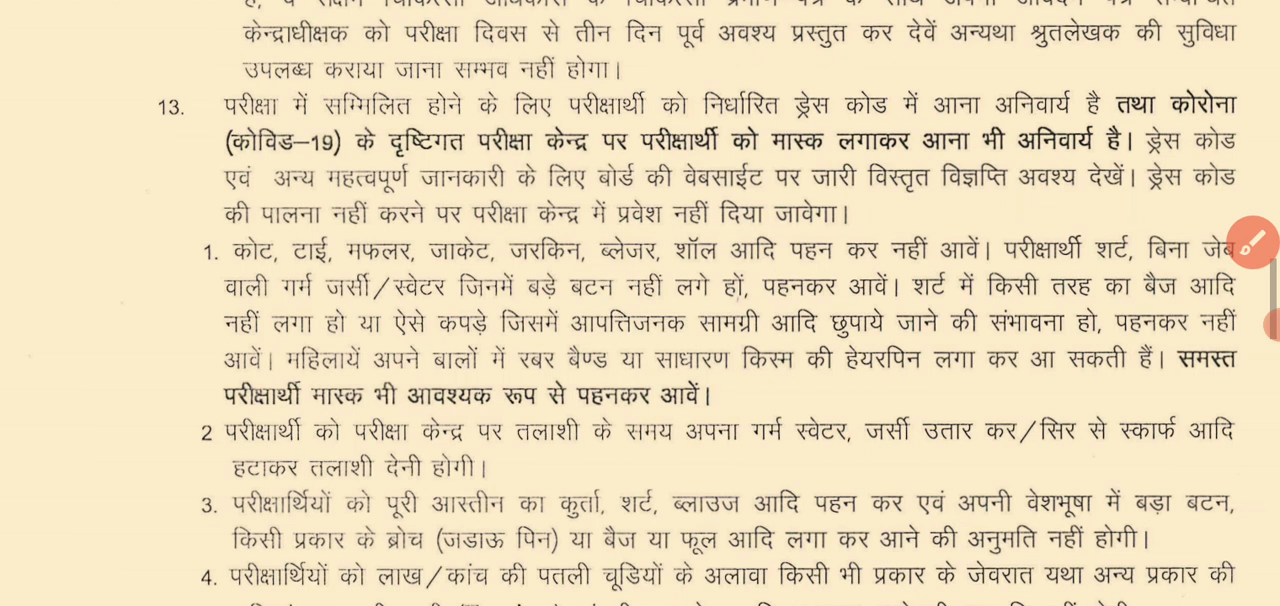 केन्द्राधीक्षक को परीक्षा दिवस से तीन दिन पूर्व अवश्य प्रस्तुत कर देवें अन्यथा श्रुतलेखक की सुविधा
उपलब्ध कराया जाना सम्भव नहीं होगा।
13. परीक्षा में सम्मिलित होने के लिए परीक्षार्थी को निर्धारित ड्रेस कोड में आना अनिवार्य है तथा कोरोना
(कोविड–19) के दृष्टिगत परीक्षा केन्द्र पर परीक्षार्थी को मास्क लगाकर आना भी अनिवार्य है। ड्रेस कोड
एवं अन्य महत्वपूर्ण जानकारी के लिए बोर्ड की वेबसाईट पर जारी विस्तृत विज्ञप्ति अवश्य देखें। ड्रेस कोड
की पालना नहीं करने पर परीक्षा केन्द्र में प्रवेश नहीं दिया जावेगा।
1. कोट, टाई, मफलर, जाकेट, जरकिन, ब्लेजर, शॉल आदि पहन कर नहीं आवें। परीक्षार्थी शर्ट, बिना जेब
वाली गर्म जर्सी/स्वेटर जिनमें बड़े बटन नहीं लगे हों, पहनकर आवें। शर्ट में किसी तरह का बैज आदि
नहीं लगा हो या ऐसे कपड़े जिसमें आपत्तिजनक सामग्री आदि छुपाये जाने की संभावना हो, पहनकर नहीं
आवें। महिलायें अपने बालों में रबर बैण्ड या साधारण किस्म की हेयरपिन लगा कर आ सकती हैं। समस्त
परीक्षार्थी मास्क भी आवश्यक रूप से पहनकर आवें।
2 परीक्षार्थी को परीक्षा केन्द्र पर तलाशी के समय अपना गर्म स्वेटर, जर्सी उतार कर/सिर से स्कार्फ आदि
हटाकर तलाशी देनी होगी।
3. परीक्षार्थियों को पूरी आस्तीन का कुर्ता, शर्ट, ब्लाउज आदि पहन कर एवं अपनी वेशभूषा में बड़ा बटन,
किसी प्रकार के ब्रोच (जडाऊ पिन) या बैज या फूल आदि लगा कर आने की अनुमति नहीं होगी।
4. परीक्षार्थियों को लाख/कांच की पतली चूडियों के अलावा किसी भी प्रकार के जेवरात यथा अन्य प्रकार की